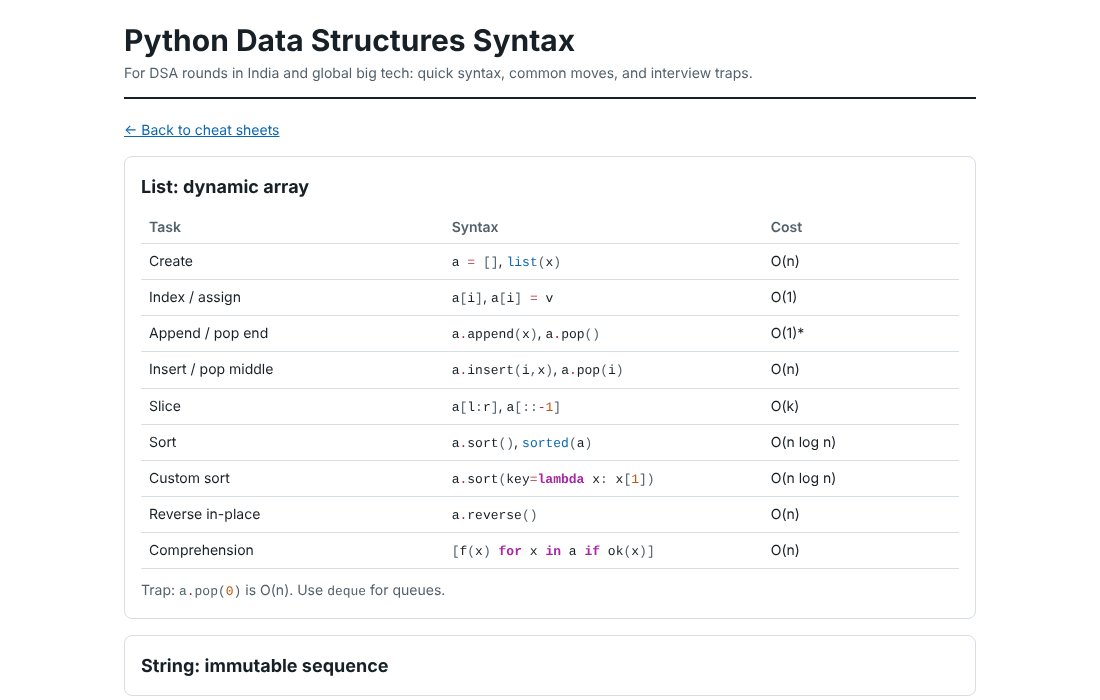 Python Data Structures Syntax
For DSA rounds in India and global big tech: quick syntax, common moves, and interview traps.
← Back to cheat sheets
List: dynamic array
Task Syntax Cost
Create a = [], list(x) O(n)
Index / assign a[i], a[i] = v O(1)
Append / pop end a.append(x), a.pop() O(1)*
Insert / pop middle a.insert(i,x), a.pop(i) O(n)
Slice a[l:r], a[::-1] O(k)
Sort a.sort(), sorted(a) O(n log n)
Custom sort a.sort(key=lambda x: x[1]) O(n log n)
Reverse in-place a.reverse() O(n)
Comprehension [f(x) for x in a if ok(x)] O(n)
Trap: a.pop(0) is O(n). Use deque for queues.
String: immutable sequence